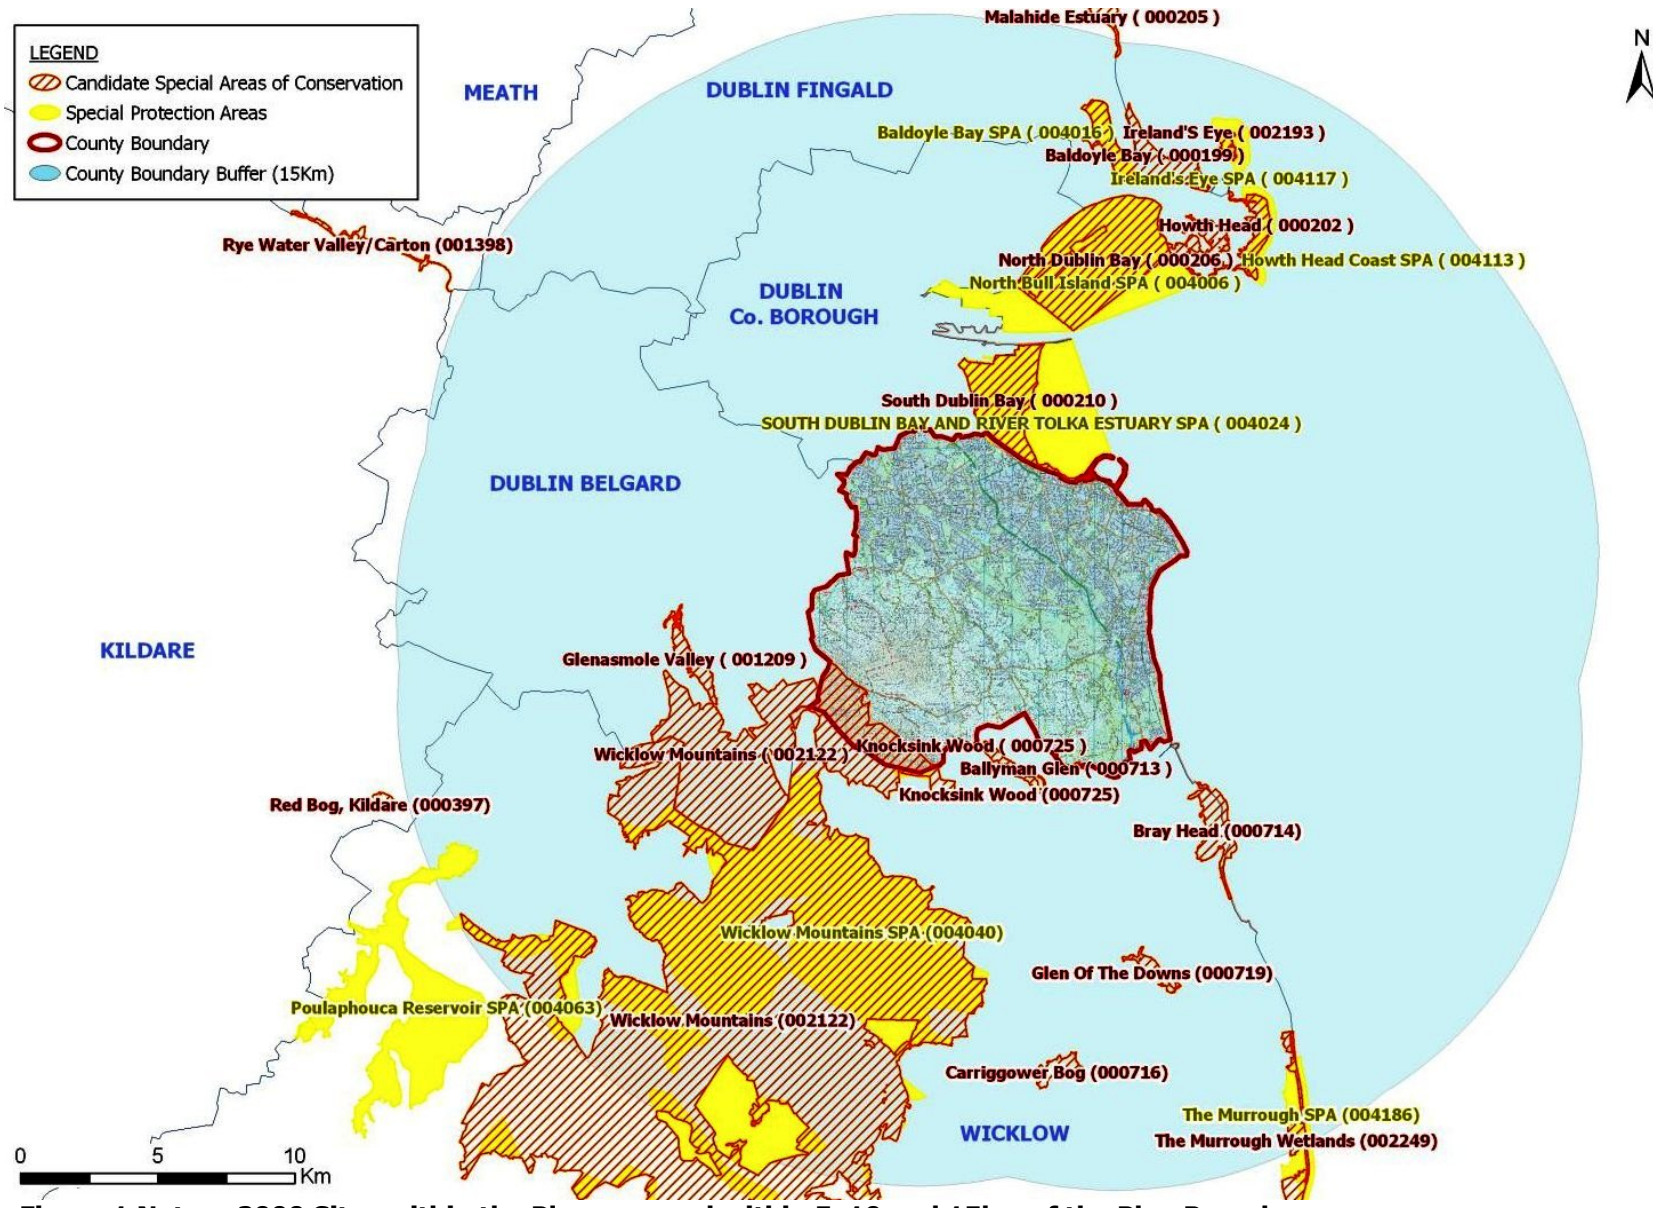 LEGEND
Candidate Special Areas of Conservation
Special Protection Areas
County Boundary
County Boundary Buffer (15Km)
Malahide Estuary ( 000205 )
N
MEATH
DUBLIN FINGALD
Baldoyle Bay SPA ( 004016 )
Ireland'S Eye ( 002193 )
Baldoyle Bay ( 000199 )
Ireland's Eye SPA ( 004117 )
Howth Head ( 000202 )
Rye Water Valley/Carton (001398)
North Dublin Bay ( 000206 )
Howth Head Coast SPA ( 004113 )
North Bull Island SPA ( 004006 )
DUBLIN
Co. BOROUGH
South Dublin Bay ( 000210 )
SOUTH DUBLIN BAY AND RIVER TOLKA ESTUARY SPA ( 004024 )
DUBLIN BELGARD
KILDARE
Glenasmole Valley ( 001209 )
Wicklow Mountains ( 002122 )
Knocksink Wood ( 000725 )
Ballyman Glen ( 000713 )
Knocksink Wood (000725)
Red Bog, Kildare (000397)
Bray Head (000714)
Wicklow Mountains SPA (004040)
Glen Of The Downs (000719)
Poulaphouca Reservoir SPA (004063)
Wicklow Mountains (002122)
Carriggower Bog (000716)
The Murrough SPA (004186)
WICKLOW
The Murrough Wetlands (002249)
0 5 10
Km